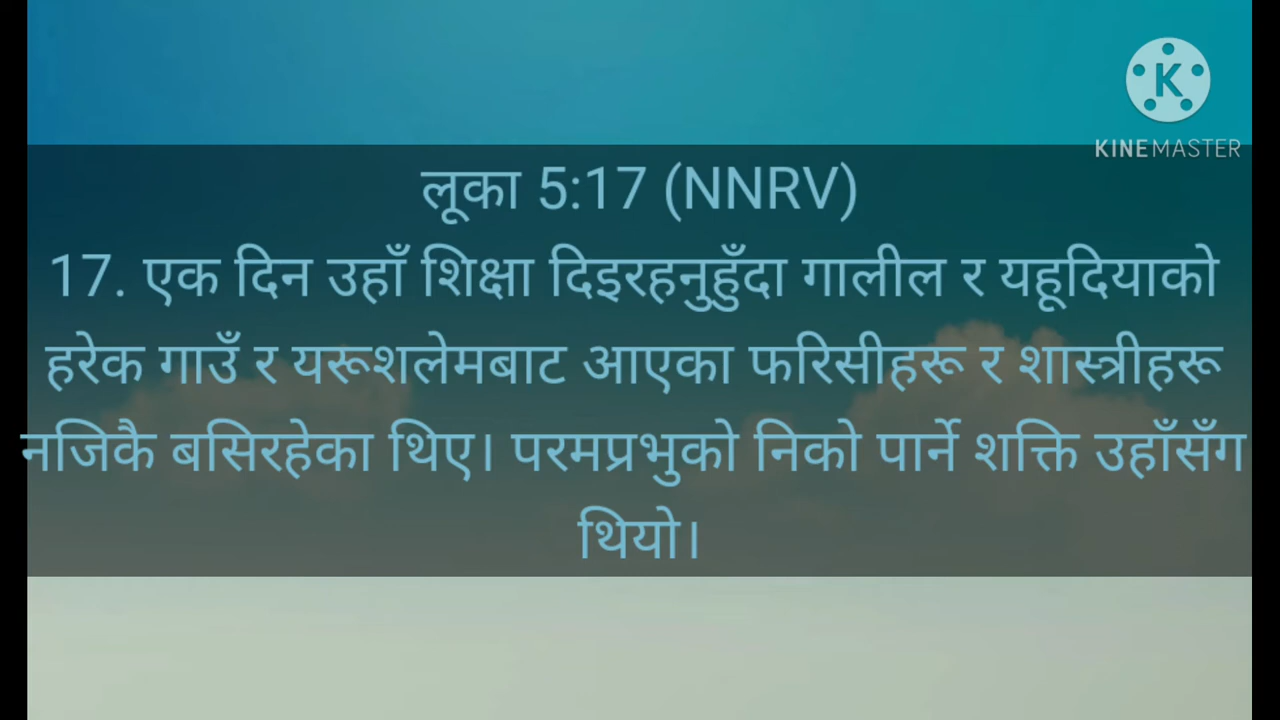 K
KINEMASTER
लूका 5:17 (NNRV)
17. एक दिन उहाँ शिक्षा दिइरहनुहुँदा गालील र यहूदियाको
हरेक गाउँ र यरूशलेमबाट आएका फरिसीहरू र शास्त्रीहरू
नजिकै बसिरहेका थिए। परमप्रभुको निको पार्ने शक्ति उहाँसँग
थियो।